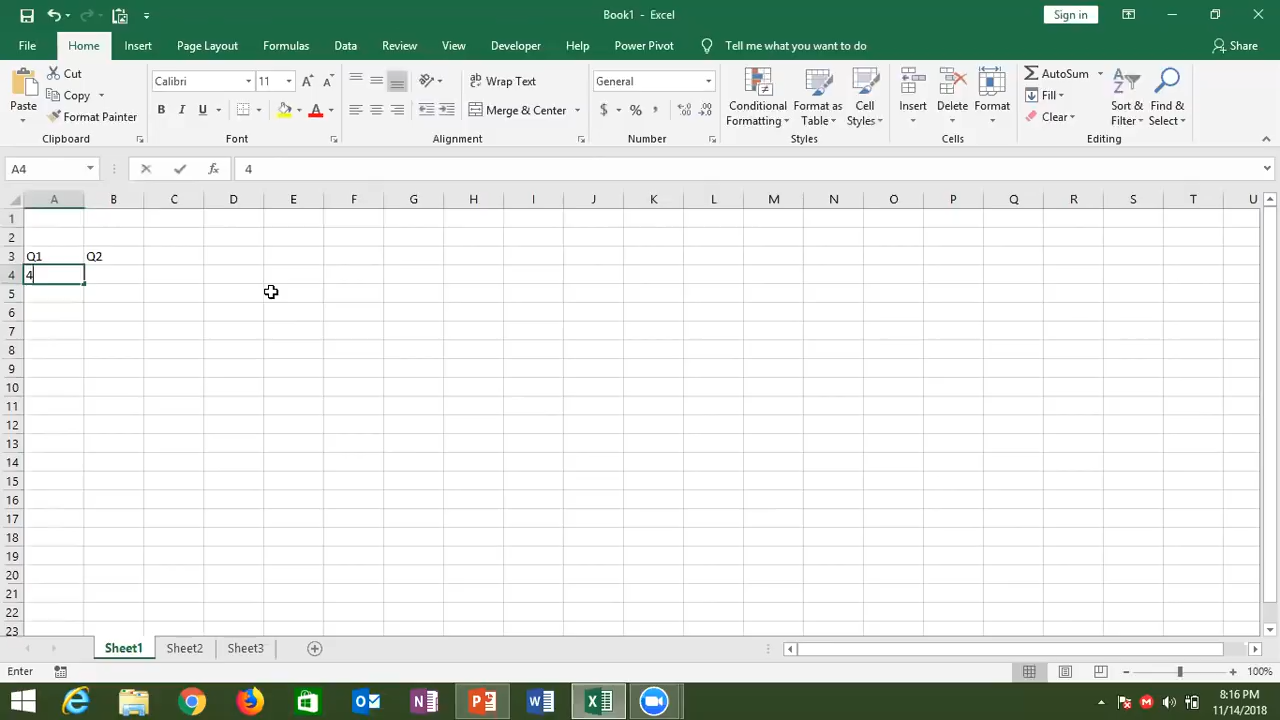 Book1 - Excel
Sign in
File Home Insert Page Layout Formulas Data Review View Developer Help Power Pivot Tell me what you want to do Share
Paste
Cut
Copy
Format Painter
Clipboard
Calibri 11
B I U A
Font
ab Wrap Text
Merge & Center
Alignment
General
$ % ,
Number
Conditional Formatting
Format as Table
Cell Styles
Styles
Insert
Delete
Format
Cells
AutoSum
Fill
Clear
Sort & Filter
Find & Select
Editing
A4 fx 4
A B C D E F G H I J K L M N O P Q R S T U
1
2
3 Q1 Q2
4 4
5
6
7
8
9
10
11
12
13
14
15
16
17
18
19
20
21
22
23
Sheet1 Sheet2 Sheet3
Enter 100%
8:16 PM
11/14/2018